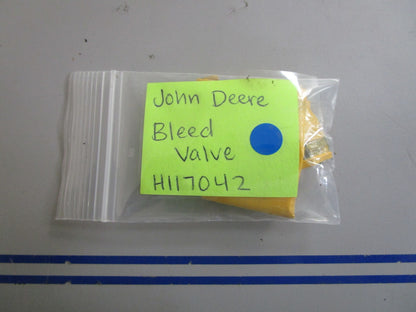 John Deere
Bleed
Valve
H117042